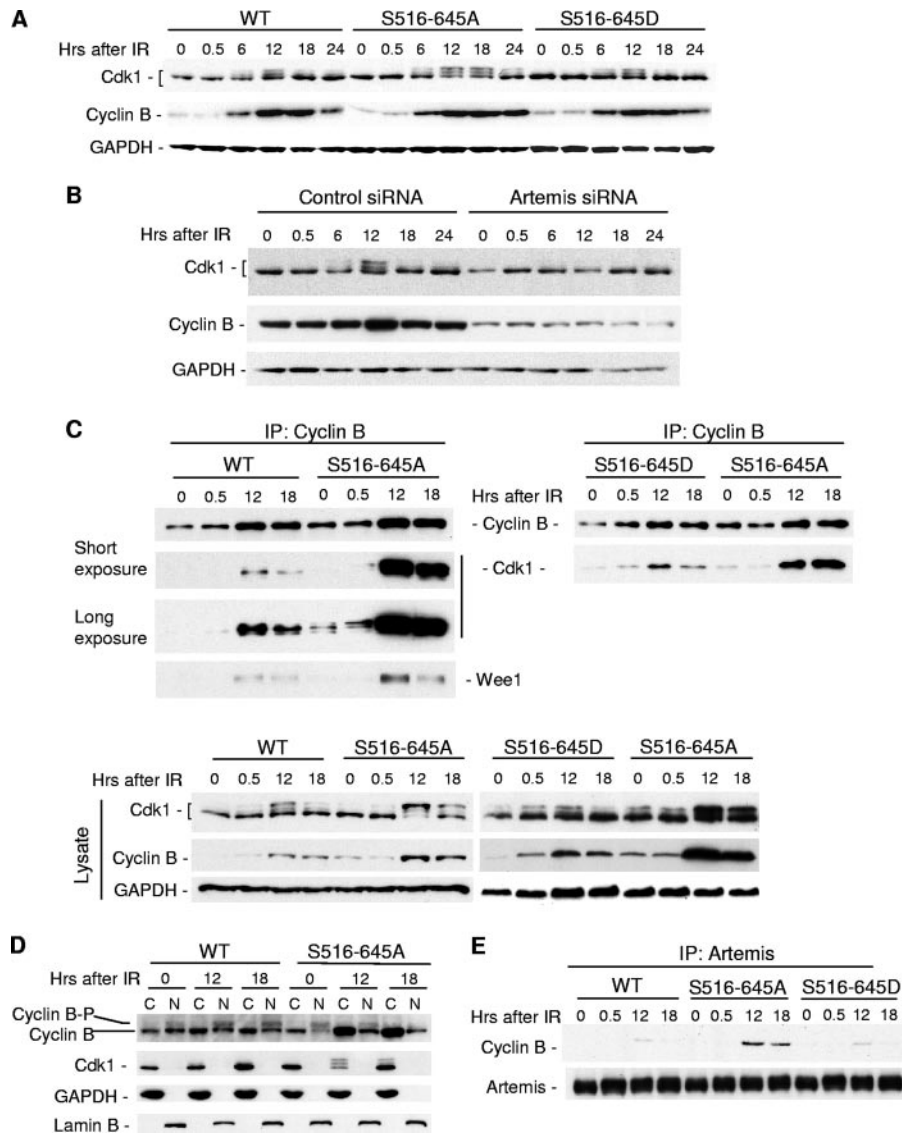 A
WT S516-645A S516-645D
Hrs after IR 0 0.5 6 12 18 24 0 0.5 6 12 18 24 0 0.5 6 12 18 24
Cdk1 - [
Cyclin B -
GAPDH -
B
Control siRNA Artemis siRNA
Hrs after IR 0 0.5 6 12 18 24 0 0.5 6 12 18 24
Cdk1 - [
Cyclin B -
GAPDH -
C
IP: Cyclin B IP: Cyclin B
WT S516-645A S516-645D S516-645A
0 0.5 12 18 0 0.5 12 18 Hrs after IR 0 0.5 12 18 0 0.5 12 18
- Cyclin B -
Short exposure
- Cdk1 -
Long exposure
- Wee1
WT S516-645A S516-645D S516-645A
Hrs after IR 0 0.5 12 18 0 0.5 12 18 0 0.5 12 18 0 0.5 12 18
Lysate
Cdk1 - [
Cyclin B -
GAPDH -
D
WT S516-645A
Hrs after IR 0 12 18 0 12 18
C N C N C N C N C N C N
Cyclin B-P
Cyclin B
Cdk1 -
GAPDH -
Lamin B -
E
IP: Artemis
WT S516-645A S516-645D
Hrs after IR 0 0.5 12 18 0 0.5 12 18 0 0.5 12 18
Cyclin B -
Artemis -